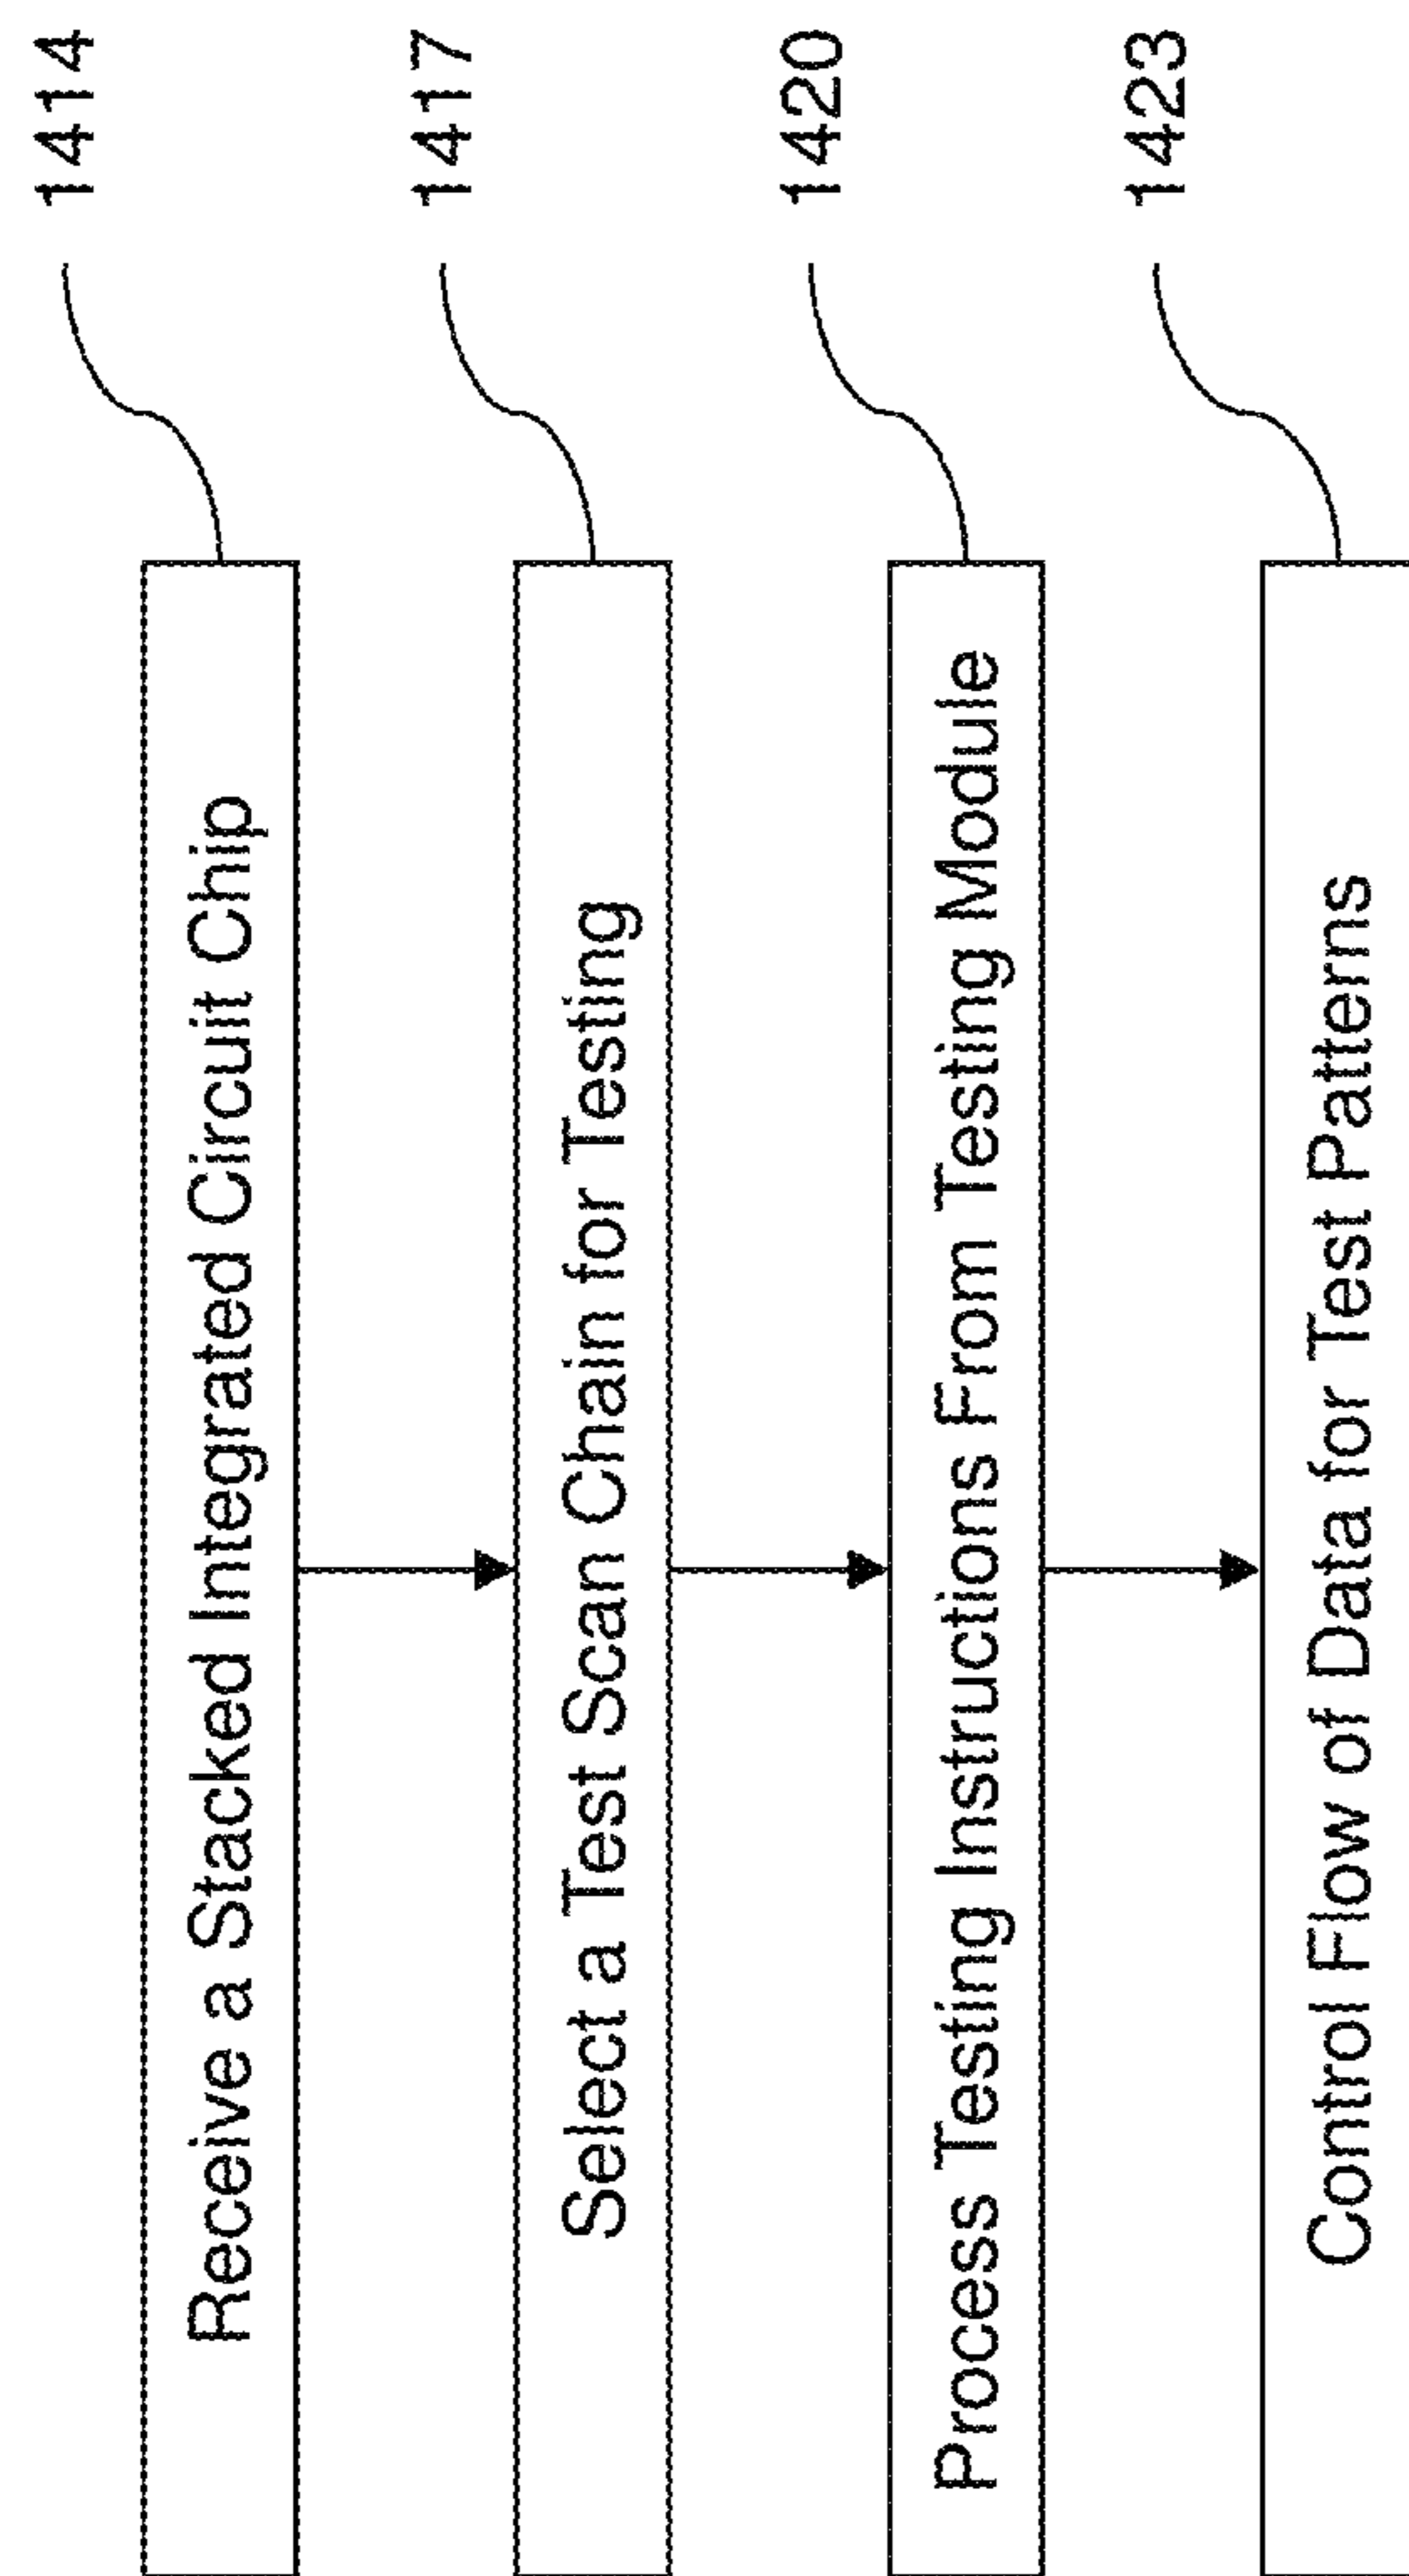 Receive a Stacked Integrated Circuit Chip
1414
Select a Test Scan Chain for Testing
1417
Process Testing Instructions From Testing Module
1420
Control Flow of Data for Test Patterns
1423